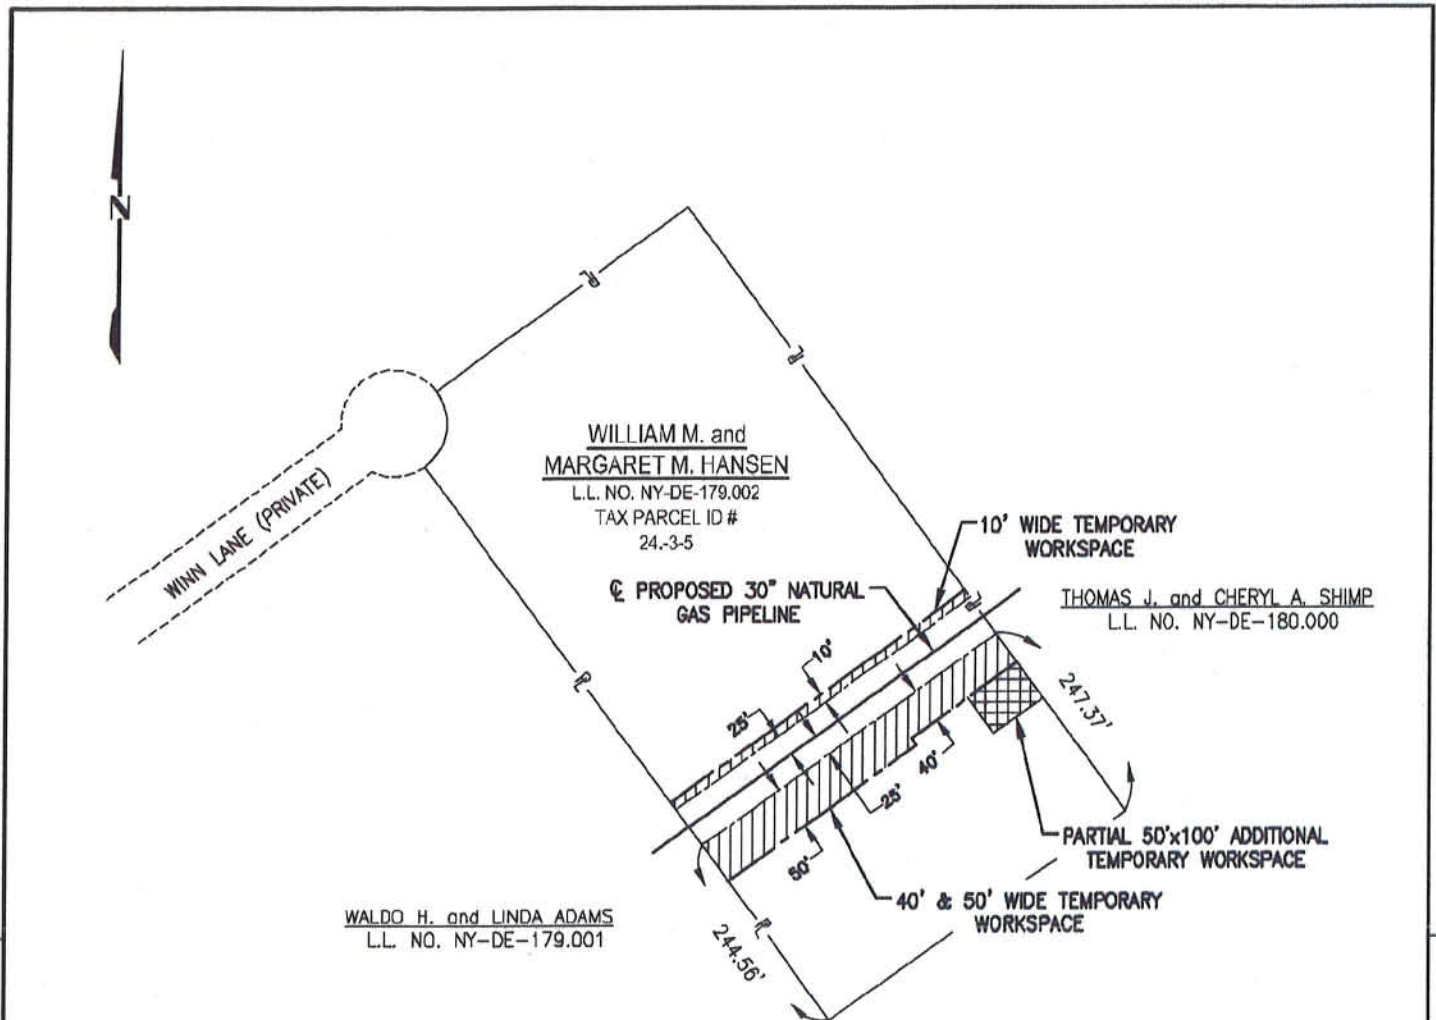 N
WILLIAM M. and
MARGARET M. HANSEN
L.L. NO. NY-DE-179.002
TAX PARCEL ID #
24.-3-5
WINN LANE (PRIVATE)
10' WIDE TEMPORARY
WORKSPACE
℄ PROPOSED 30" NATURAL
GAS PIPELINE
THOMAS J. and CHERYL A. SHIMP
L.L. NO. NY-DE-180.000
10'
25'
247.37'
40'
25'
50'
PARTIAL 50'x100' ADDITIONAL
TEMPORARY WORKSPACE
40' & 50' WIDE TEMPORARY
WORKSPACE
WALDO H. and LINDA ADAMS
L.L. NO. NY-DE-179.001
244.56'